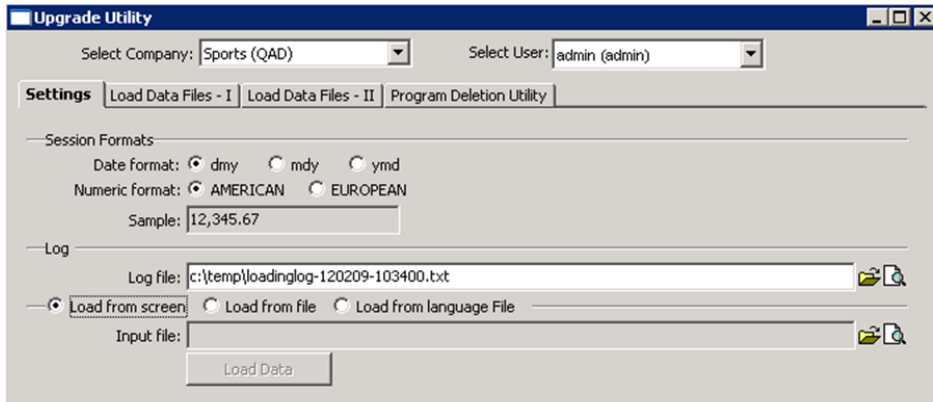 Upgrade Utility
Select Company: Sports (QAD) Select User: admin (admin)
Settings Load Data Files - I Load Data Files - II Program Deletion Utility
Session Formats
Date format: dmy mdy ymd
Numeric format: AMERICAN EUROPEAN
Sample: 12,345.67
Log
Log file: c:\temp\loadinglog-120209-103400.txt
Load from screen Load from file Load from language File
Input file:
Load Data